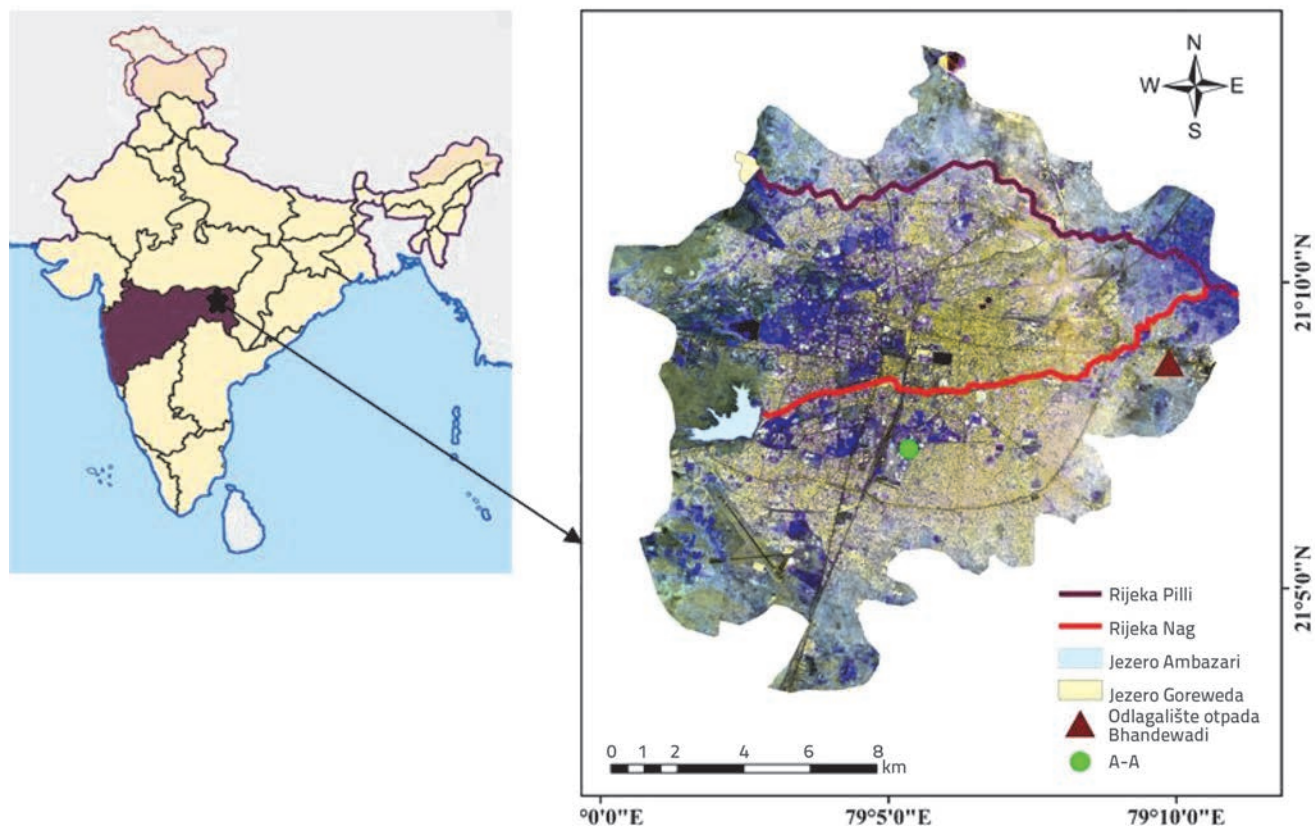 N
W E
S
21°10'0"N
21°5'0"N
Rijeka Pilli
Rijeka Nag
Jezero Ambazari
Jezero Goreweda
Odlagalište otpada
Bhandewadi
A-A
0 1 2 4 6 8
km
°0'0"E 79°5'0"E 79°10'0"E